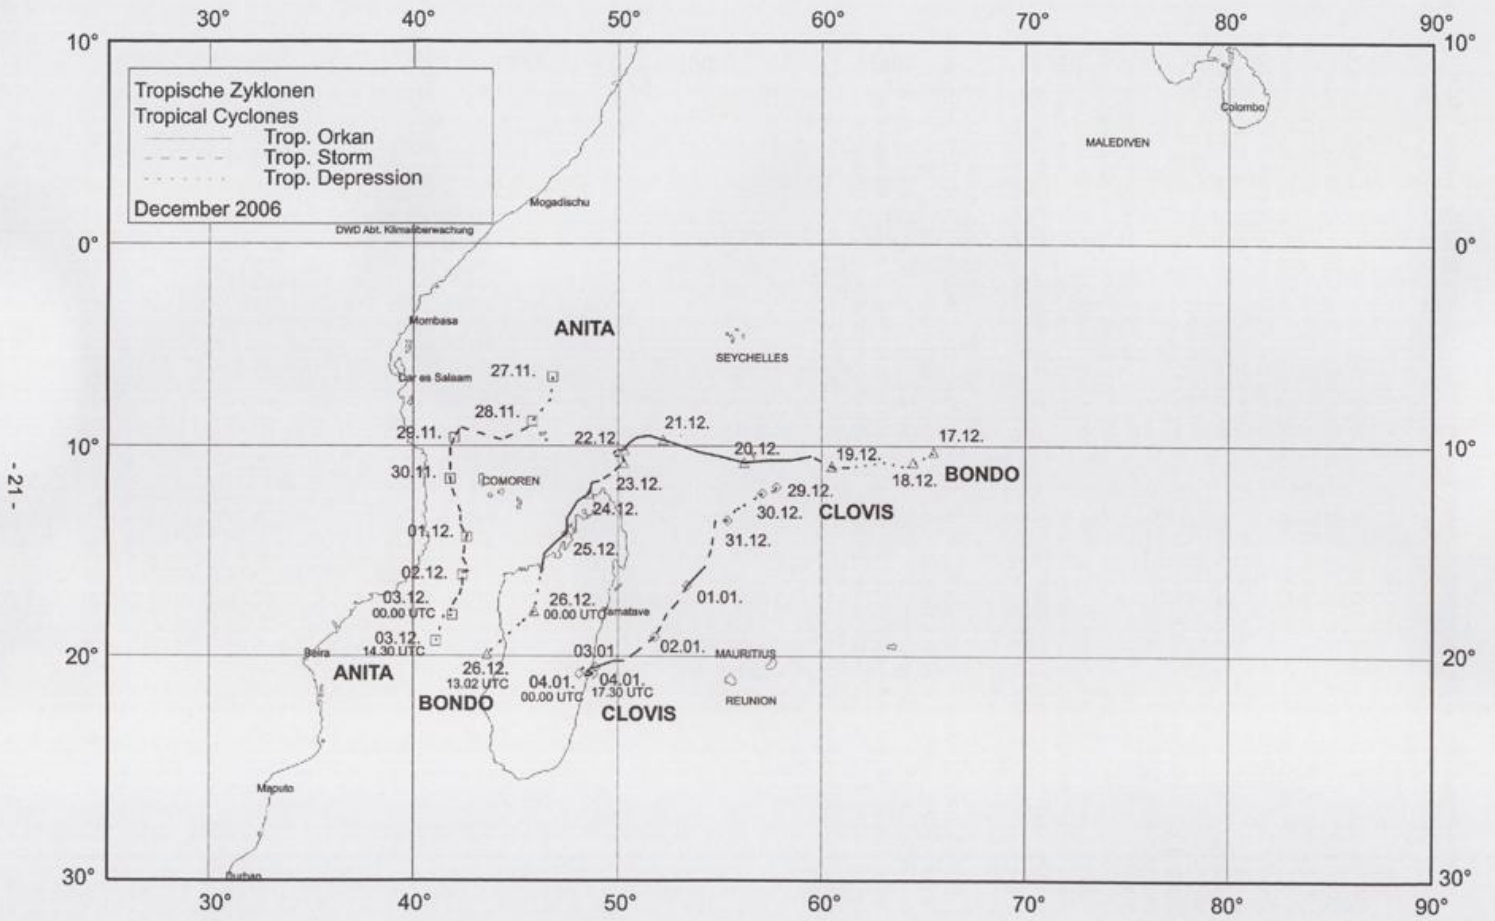 30° 40° 50° 60° 70° 80° 90°
10° 10°
Tropische Zyklonen
Tropical Cyclones
Trop. Orkan
Trop. Storm
Trop. Depression
December 2006
DWD Abt. Klimaüberwachung
Colombo
MALEDIVEN
Mogadischu
0° 0°
Mombasa
ANITA
SEYCHELLES
27.11.
Dar es Salaam
28.11.
21.12.
29.11.
22.12.
17.12.
10° 10°
20.12.
19.12.
30.11.
COMOREN
18.12.
BONDO
23.12.
29.12.
24.12.
30.12.
CLOVIS
- 21 -
01.12.
31.12.
25.12.
02.12.
03.12.
00.00 UTC
26.12.
00.00 UTC
Tamatave
01.01.
03.12.
14.30 UTC
Beira
03.01.
02.01.
MAURITIUS
20° 20°
ANITA
26.12.
13.02 UTC
04.01.
00.00 UTC
04.01.
17.30 UTC
BONDO
CLOVIS
REUNION
Maputo
Durban
30° 30°
30° 40° 50° 60° 70° 80° 90°